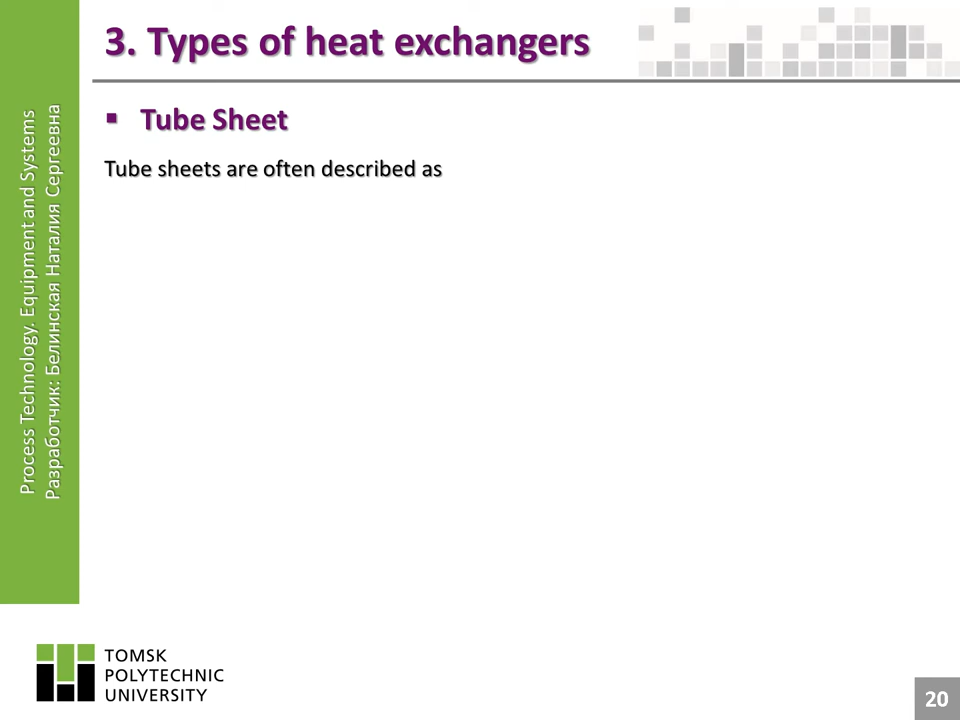 3. Types of heat exchangers
▪ Tube Sheet
Tube sheets are often described as
Process Technology. Equipment and Systems
Разработчик: Белинская Наталия Сергеевна
TOMSK
POLYTECHNIC
UNIVERSITY
20